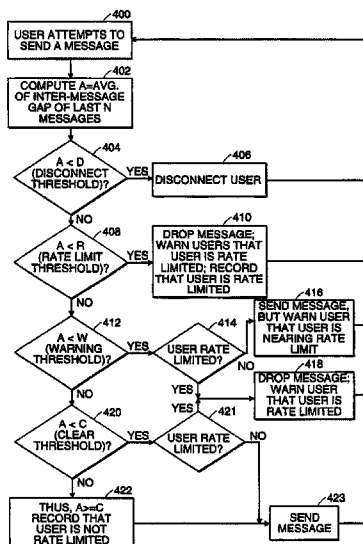 400
USER ATTEMPTS TO
SEND A MESSAGE
402
COMPUTE A=AVG.
OF INTER-MESSAGE
GAP OF LAST N
MESSAGES
404
A < D
(DISCONNECT
THRESHOLD)?
YES
406
DISCONNECT USER
NO
408
A < R
(RATE LIMIT
THRESHOLD)?
YES
410
DROP MESSAGE;
WARN USERS THAT
USER IS RATE
LIMITED; RECORD
THAT USER IS RATE
LIMITED
NO
412
A < W
(WARNING
THRESHOLD)?
YES
414
USER RATE
LIMITED?
NO
416
SEND MESSAGE,
BUT WARN USER
THAT USER IS
NEARING RATE
LIMIT
YES
418
DROP MESSAGE;
WARN USER
THAT USER IS
RATE LIMITED
NO
420
A < C
(CLEAR
THRESHOLD)?
YES
YES
421
USER RATE
LIMITED?
NO
NO
422
THUS, A>=C
RECORD THAT
USER IS NOT
RATE LIMITED
423
SEND
MESSAGE